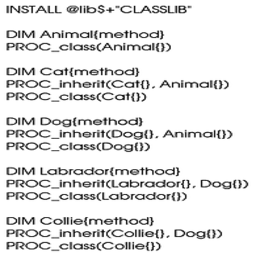 INSTALL @lib$+"CLASSLIB"
DIM Animal{method}
PROC_class(Animal{})
DIM Cat{method}
PROC_inherit(Cat{}, Animal{})
PROC_class(Cat{})
DIM Dog{method}
PROC_inherit(Dog{}, Animal{})
PROC_class(Dog{})
DIM Labrador{method}
PROC_inherit(Labrador{}, Dog{})
PROC_class(Labrador{})
DIM Collie{method}
PROC_inherit(Collie{}, Dog{})
PROC_class(Collie{})